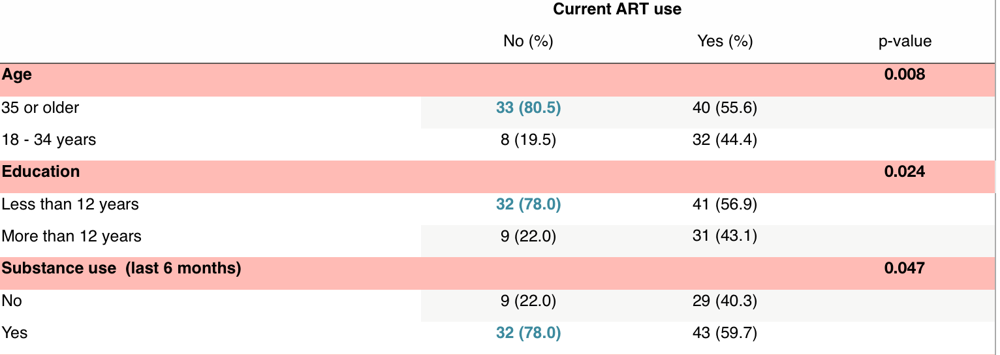 Current ART use
No (%) Yes (%) p-value
Age 0.008
35 or older 33 (80.5) 40 (55.6)
18 - 34 years 8 (19.5) 32 (44.4)
Education 0.024
Less than 12 years 32 (78.0) 41 (56.9)
More than 12 years 9 (22.0) 31 (43.1)
Substance use  (last 6 months) 0.047
No 9 (22.0) 29 (40.3)
Yes 32 (78.0) 43 (59.7)